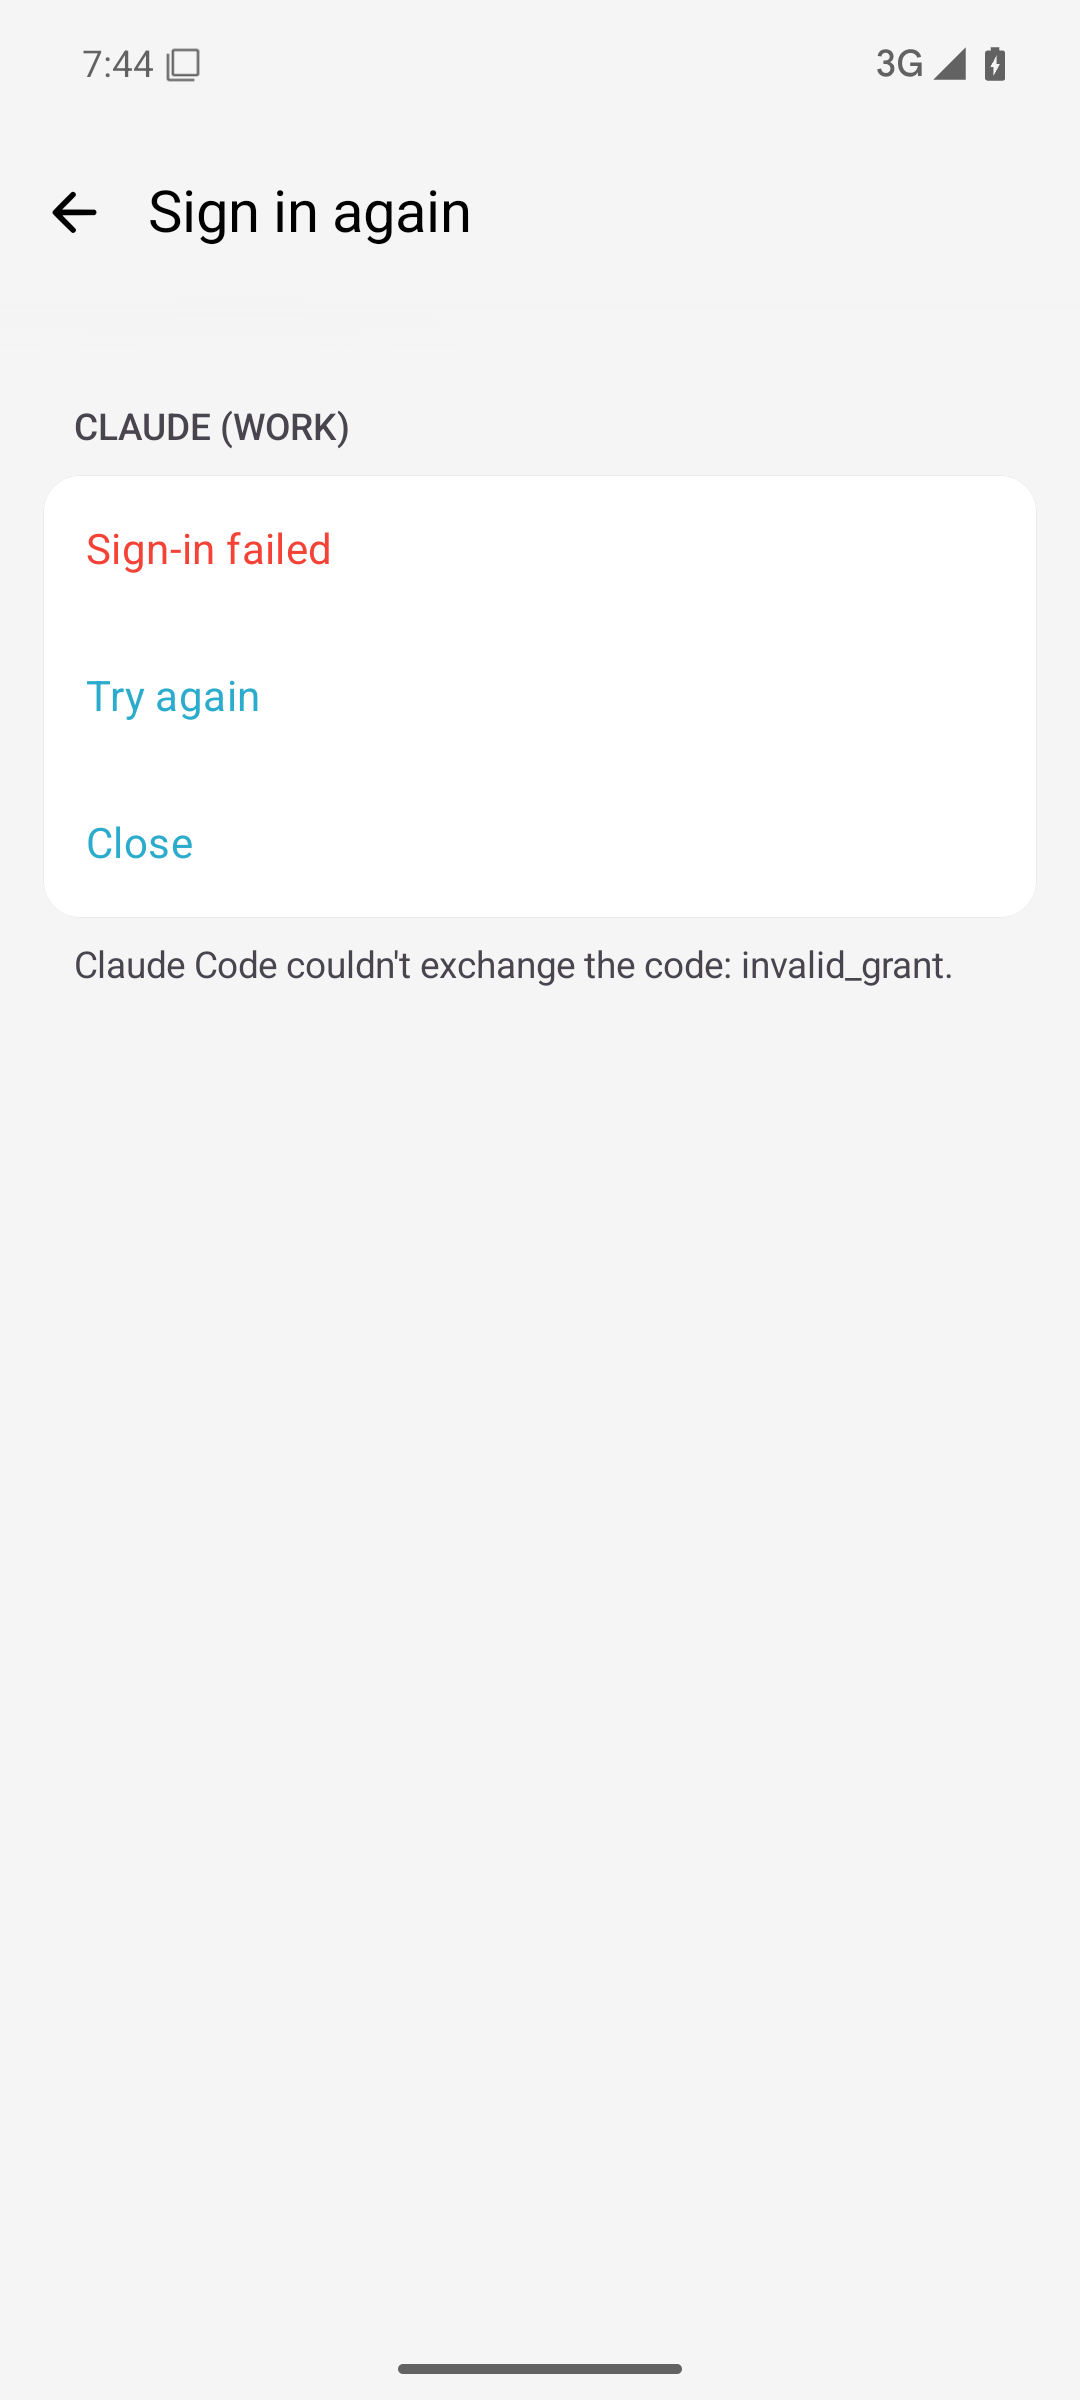 7:44
3G
Sign in again
CLAUDE (WORK)
Sign-in failed
Try again
Close
Claude Code couldn't exchange the code: invalid_grant.